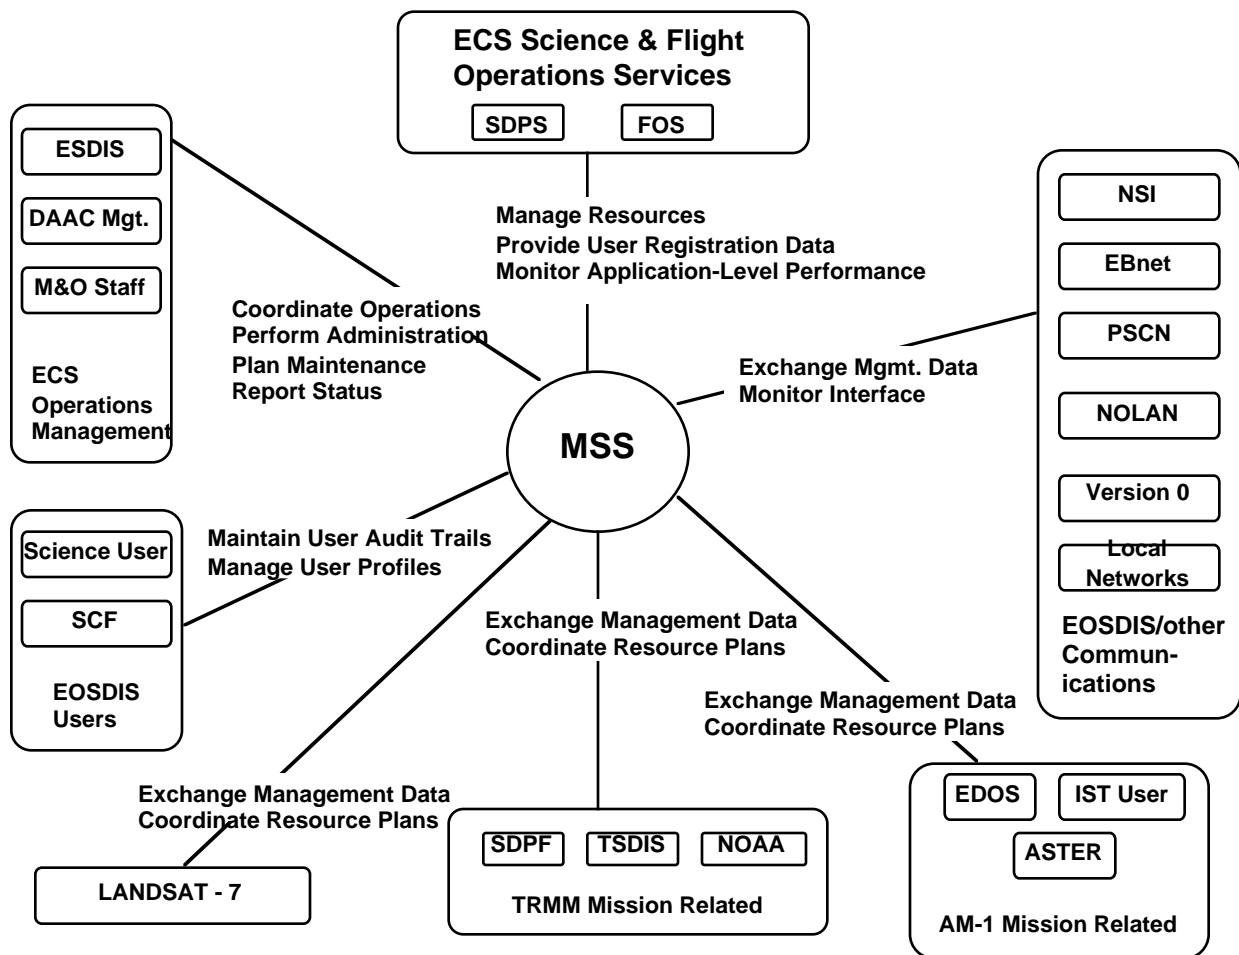 ECS Science & Flight
Operations Services
SDPS
FOS
ESDIS
DAAC Mgt.
M&O Staff
ECS
Operations
Management
Manage Resources
Provide User Registration Data
Monitor Application-Level Performance
Coordinate Operations
Perform Administration
Plan Maintenance
Report Status
Exchange Mgmt. Data
Monitor Interface
NSI
EBnet
PSCN
NOLAN
Version 0
Local
Networks
EOSDIS/other
Commun-
ications
MSS
Science User
SCF
EOSDIS
Users
Maintain User Audit Trails
Manage User Profiles
Exchange Management Data
Coordinate Resource Plans
Exchange Management Data
Coordinate Resource Plans
Exchange Management Data
Coordinate Resource Plans
LANDSAT - 7
SDPF
TSDIS
NOAA
TRMM Mission Related
EDOS
IST User
ASTER
AM-1 Mission Related